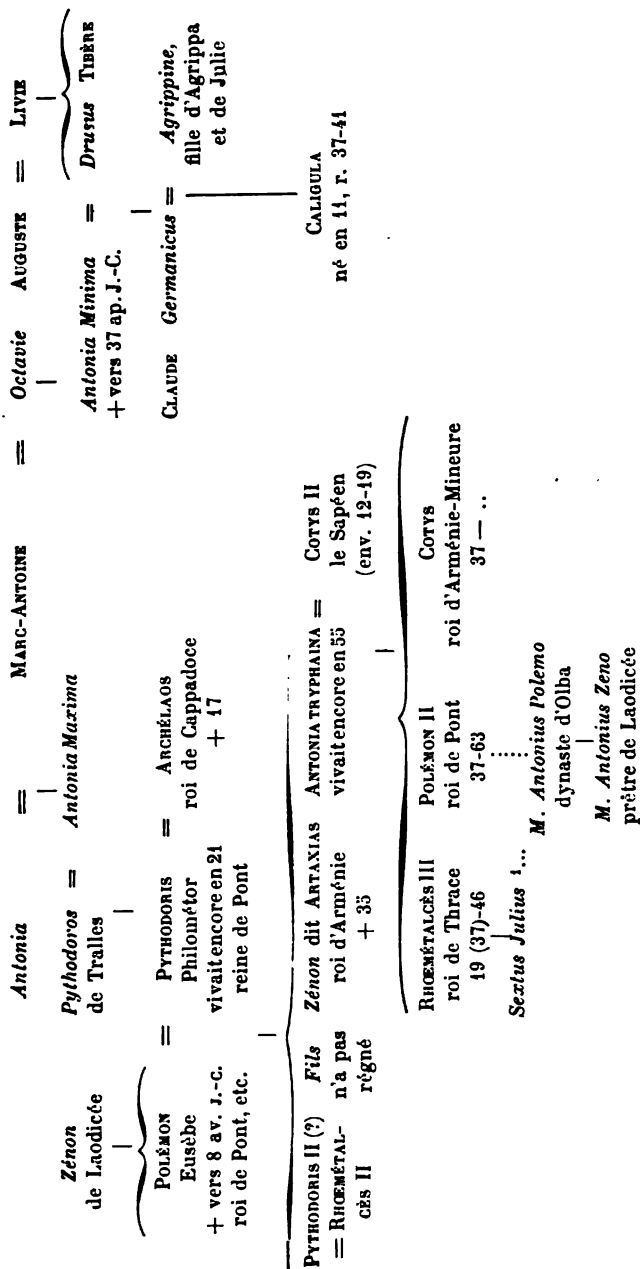 Antonia = MARC-ANTOINE = Octavie AUGUSTE = LIVIE
Zénon
de Laodicée
Pythodoros =
de Tralles
Antonia Maxima
Antonia Minima =
+ vers 37 ap. J.-C.
Drusus TIBÈRE
POLÉMON =
Eusèbe
+ vers 8 av. J.-C.
roi de Pont, etc.
PYTHODORIS =
Philométor
vivait encore en 21
reine de Pont
ARCHÉLAOS
roi de Cappadoce
+ 17
CLAUDE Germanicus =
Agrippine,
fille d'Agrippa
et de Julie
PYTHODORIS II (?)
= RHŒMÉTAL-
CÈS II
Fils
n'a pas
régné
Zénon dit ARTAXIAS
roi d'Arménie
+ 35
ANTONIA TRYPHAINA =
vivait encore en 55
COTYS II
le Sapéen
(env. 12-19)
CALIGULA
né en 11, r. 37-41
RHŒMÉTALCÈS III
roi de Thrace
19 (37)-46
POLÉMON II
roi de Pont
37-63
COTYS
roi d'Arménie-Mineure
37 — ..
Sextus Julius 1...
M. Antonius Polemo
dynaste d'Olba
M. Antonius Zeno
prêtre de Laodicée